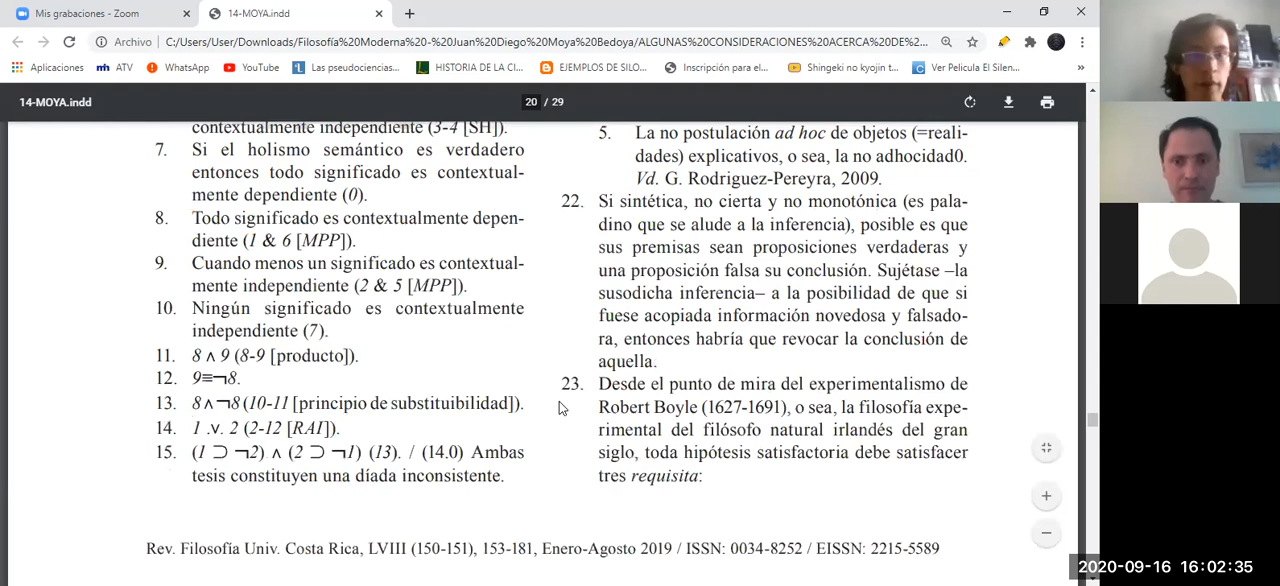 Mis grabaciones - Zoom
14-MOYA.indd
Archivo
C:/Users/User/Downloads/Filosofía%20Moderna%20-%20Juan%20Diego%20Moya%20Bedoya/ALGUNAS%20CONSIDERACIONES%20ACERCA%20DE%2...
Aplicaciones
ATV
WhatsApp
YouTube
Las pseudociencias...
HISTORIA DE LA CI...
EJEMPLOS DE SILO...
Inscripción para el...
Shingeki no kyojin t...
Ver Película El Silen...
»
14-MOYA.indd
20 / 29
contextualmente independiente (3-4 [SH]).
7. Si el holismo semántico es verdadero
entonces todo significado es contextual-
mente dependiente (0).
8. Todo significado es contextualmente depen-
diente (1 & 6 [MPP]).
9. Cuando menos un significado es contextual-
mente independiente (2 & 5 [MPP]).
10. Ningún significado es contextualmente
independiente (7).
11. 8 ∧ 9 (8-9 [producto]).
12. 9≡¬8.
13. 8∧¬8 (10-11 [principio de substituibilidad]).
14. 1 .v. 2 (2-12 [RAI]).
15. (1 ⊃ ¬2) ∧ (2 ⊃ ¬1) (13). / (14.0) Ambas
tesis constituyen una díada inconsistente.
5. La no postulación ad hoc de objetos (=reali-
dades) explicativos, o sea, la no adhocidad0.
Vd. G. Rodriguez-Pereyra, 2009.
22. Si sintética, no cierta y no monotónica (es pala-
dino que se alude a la inferencia), posible es que
sus premisas sean proposiciones verdaderas y
una proposición falsa su conclusión. Sujétase –la
susodicha inferencia– a la posibilidad de que si
fuese acopiada información novedosa y falsado-
ra, entonces habría que revocar la conclusión de
aquella.
23. Desde el punto de mira del experimentalismo de
Robert Boyle (1627-1691), o sea, la filosofía expe-
rimental del filósofo natural irlandés del gran
siglo, toda hipótesis satisfactoria debe satisfacer
tres requisita:
Rev. Filosofía Univ. Costa Rica, LVIII (150-151), 153-181, Enero-Agosto 2019 / ISSN: 0034-8252 / EISSN: 2215-5589
2020-09-16 16:02:35